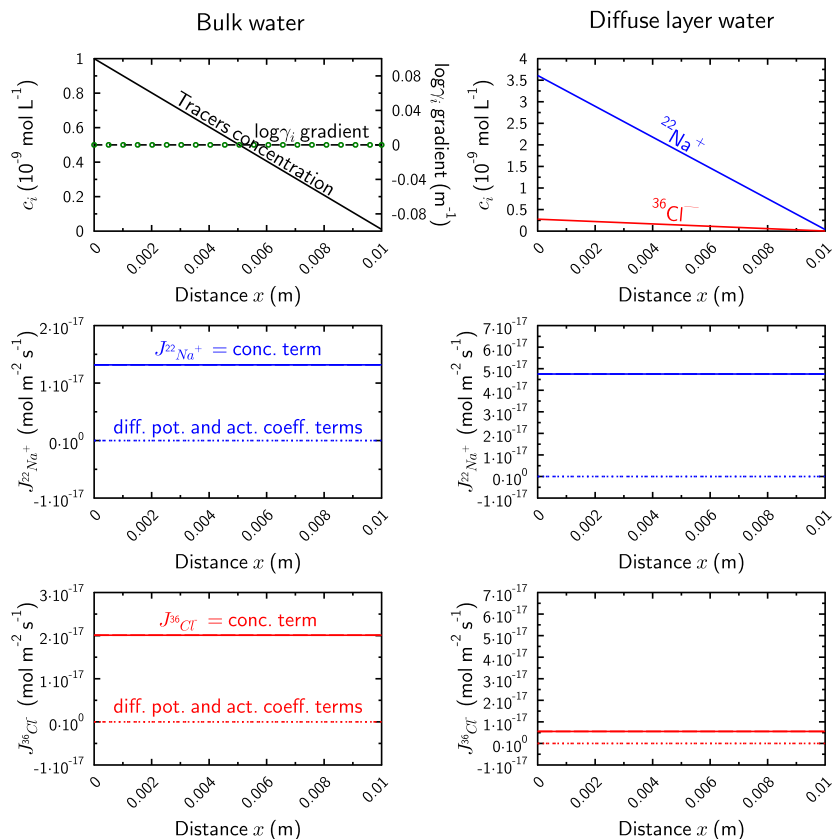 Bulk water
Diffuse layer water
1
0.8
0.6
0.4
0.2
0
c_i (10^-9 mol L^-1)
0.08
0.04
0
-0.04
-0.08
logγ_i gradient (m^-1)
Tracers concentration
logγ_i gradient
0 0.002 0.004 0.006 0.008 0.01
Distance x (m)
4
3.5
3
2.5
2
1.5
1
0.5
0
c_i (10^-9 mol L^-1)
^22Na^+
^36Cl^—
0 0.002 0.004 0.006 0.008 0.01
Distance x (m)
2·10^-17
1·10^-17
0·10^0
-1·10^-17
J_22Na^+ (mol m^-2 s^-1)
J_22Na^+ = conc. term
diff. pot. and act. coeff. terms
0 0.002 0.004 0.006 0.008 0.01
Distance x (m)
7·10^-17
6·10^-17
5·10^-17
4·10^-17
3·10^-17
2·10^-17
1·10^-17
0·10^0
-1·10^-17
J_22Na^+ (mol m^-2 s^-1)
0 0.002 0.004 0.006 0.008 0.01
Distance x (m)
3·10^-17
2·10^-17
1·10^-17
0·10^0
-1·10^-17
J_36Cl^- (mol m^-2 s^-1)
J_36Cl^- = conc. term
diff. pot. and act. coeff. terms
0 0.002 0.004 0.006 0.008 0.01
Distance x (m)
7·10^-17
6·10^-17
5·10^-17
4·10^-17
3·10^-17
2·10^-17
1·10^-17
0·10^0
-1·10^-17
J_36Cl^- (mol m^-2 s^-1)
0 0.002 0.004 0.006 0.008 0.01
Distance x (m)